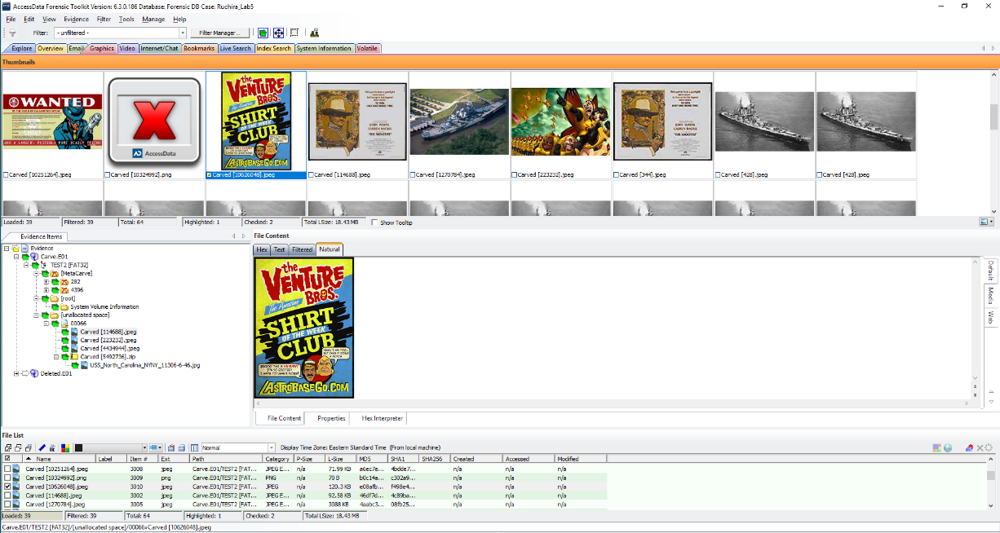 AccessData Forensic Toolkit Version: 6.3.0.186 Database: Forensic DB Case: Ruchira_Lab5
File Edit View Evidence Filter Tools Manage Help
Filter: - unfiltered - Filter Manager...
Explore Overview Email Graphics Video Internet/Chat Bookmarks Live Search Index Search System Information Volatile
Thumbnails
WANTED
AccessData
the VENTURE BROS.
The Amazing
SHIRT
OF THE WEEK
CLUB
ASTROBASEGO.COM
JOHN WAYNE
LAUREN BACALL
"THE SHOOTIST"
JOHN WAYNE
LAUREN BACALL
"THE SHOOTIST"
Carved [10251264].jpeg Carved [10324992].png Carved [10626048].jpeg Carved [114688].jpeg Carved [1270784].jpeg Carved [223232].jpeg Carved [344].jpeg Carved [428].jpeg Carved [428].jpeg
Loaded: 39 Filtered: 39 Total: 64 Highlighted: 1 Checked: 2 Total LSize: 18.43 MB Show Tooltip
Evidence Items
Evidence
Carve.E01
TEST2 [FAT32]
[MetaCarve]
282
4396
[root]
System Volume Information
[unallocated space]
00066
Carved [114688].jpeg
Carved [223232].jpeg
Carved [4434944].jpeg
Carved [5492736].zip
USS_North_Carolina_NYNY_11306-6-46.jpg
Deleted.E01
File Content
Hex Text Filtered Natural
the VENTURE BROS.
The Amazing
SHIRT
OF THE WEEK
CLUB
ASTROBASEGO.COM
Default
Media
Web
File Content Properties Hex Interpreter
File List
Normal Display Time Zone: Eastern Standard Time (From local machine)
Name Label Item # Ext Path Category P-Size L-Size MD5 SHA1 SHA256 Created Accessed Modified
Carved [10251264].jpeg 3008 jpeg Carve.E01/TEST2 [FAT... JPEG E... n/a 71.99 KB a6ec7e... 4bdde7... n/a n/a n/a
Carved [10324992].png 3009 png Carve.E01/TEST2 [FAT... PNG n/a 70 B b0c14a... c302a9... n/a n/a n/a
Carved [10626048].jpeg 3010 jpeg Carve.E01/TEST2 [FAT... JPEG n/a 120.3 KB e08afb... f498e4... n/a n/a n/a
Carved [114688].jpeg 3002 jpeg Carve.E01/TEST2 [FAT... JPEG E... n/a 92.58 KB 46df7d... 4c89ba... n/a n/a n/a
Carved [1270784].jpeg 3005 jpeg Carve.E01/TEST2 [FAT... JPEG E... n/a 3088 KB 4aabc3... 08fb25... n/a n/a n/a
Loaded: 39 Filtered: 39 Total: 64 Highlighted: 1 Checked: 2 Total LSize: 18.43 MB
Carve.E01/TEST2 [FAT32]/[unallocated space]/00066»Carved [10626048].jpeg